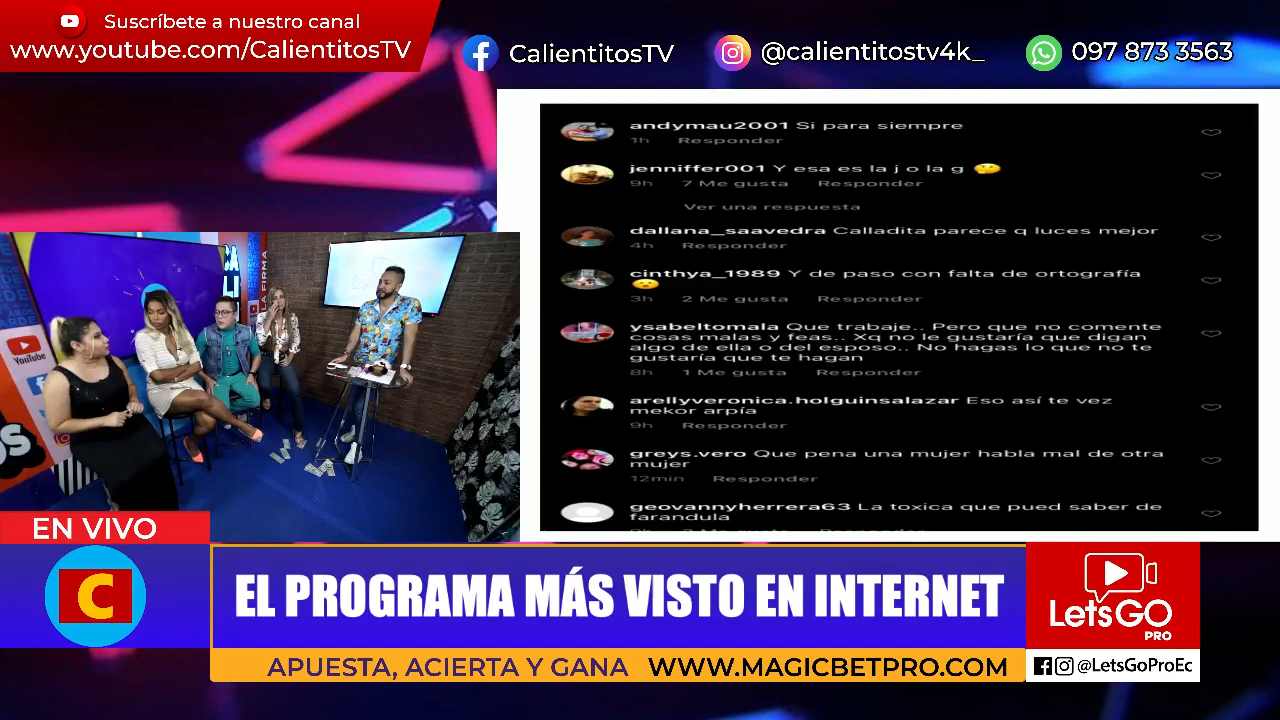 Suscríbete a nuestro canal
www.youtube.com/CalientitosTV
CalientitosTV
@calientitostv4k_
097 873 3563
andymau2001 Si para siempre
1h Responder
jenniffer001 Y esa es la j o la g 🤔
9h 7 Me gusta Responder
Ver una respuesta
dallana_saavedra Calladita parece q luces mejor
4h Responder
cinthya_1989 Y de paso con falta de ortografía
😮
3h 2 Me gusta Responder
ysabeltomala Que trabaje.. Pero que no comente
cosas malas y feas.. Xq no le gustaría que digan
algo de ella o del esposo.. No hagas lo que no te
gustaría que te hagan
8h 1 Me gusta Responder
arellyveronica.holguinsalazar Eso así te vez
mekor arpía
9h Responder
greys.vero Que pena una mujer habla mal de otra
mujer
12min Responder
geovannyherrera63 La toxica que pued saber de
farandula
YouTube
LA FIRMA
EN VIVO
C
EL PROGRAMA MÁS VISTO EN INTERNET
APUESTA, ACIERTA Y GANA WWW.MAGICBETPRO.COM
LetsGO
PRO
@LetsGoProEc